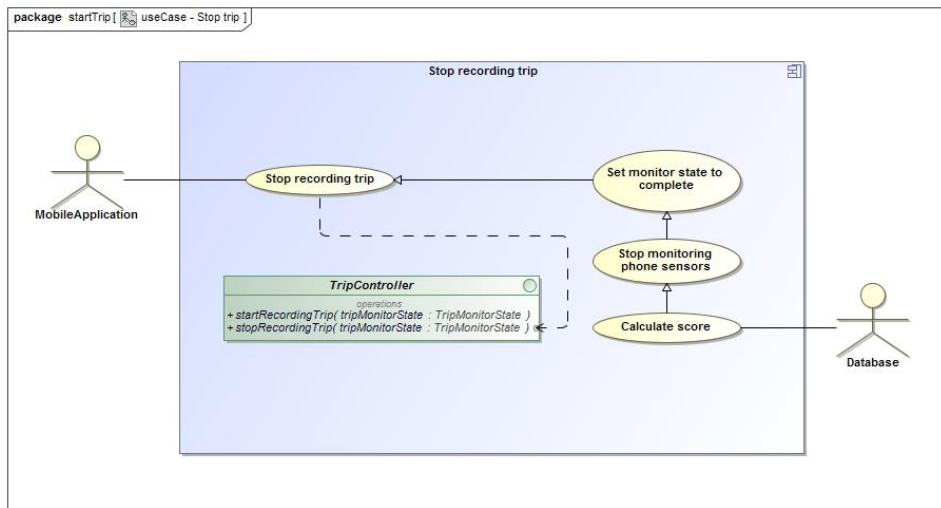 package startTrip [ useCase - Stop trip ]
Stop recording trip
MobileApplication
Stop recording trip
Set monitor state to
complete
Stop monitoring
phone sensors
TripController
operations
+ startRecordingTrip( tripMonitorState : TripMonitorState )
+ stopRecordingTrip( tripMonitorState : TripMonitorState )
Calculate score
Database